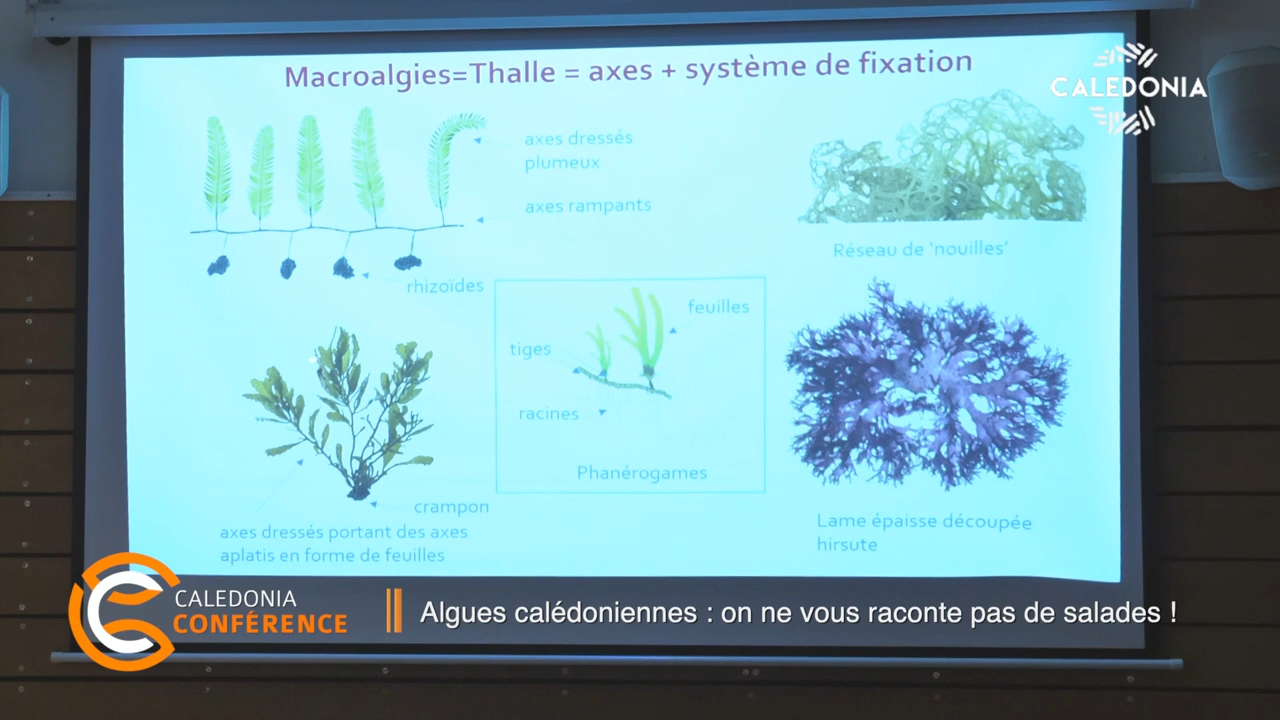 Macroalgies=Thalle = axes + système de fixation
CALEDONIA
axes dressés
plumeux
axes rampants
rhizoïdes
Réseau de 'nouilles'
feuilles
tiges
racines
Phanérogames
crampon
axes dressés portant des axes
aplatis en forme de feuilles
Lame épaisse découpée
hirsute
CALEDONIA
CONFÉRENCE
Algues calédoniennes : on ne vous raconte pas de salades !